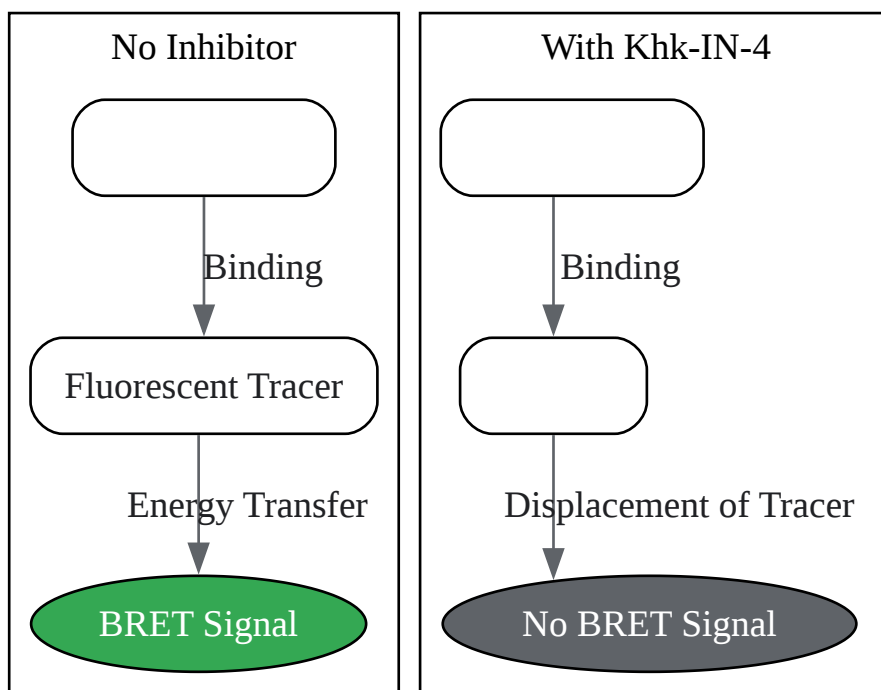 No Inhibitor
Binding
Fluorescent Tracer
Energy Transfer
BRET Signal
With Khk-IN-4
Binding
Displacement of Tracer
No BRET Signal